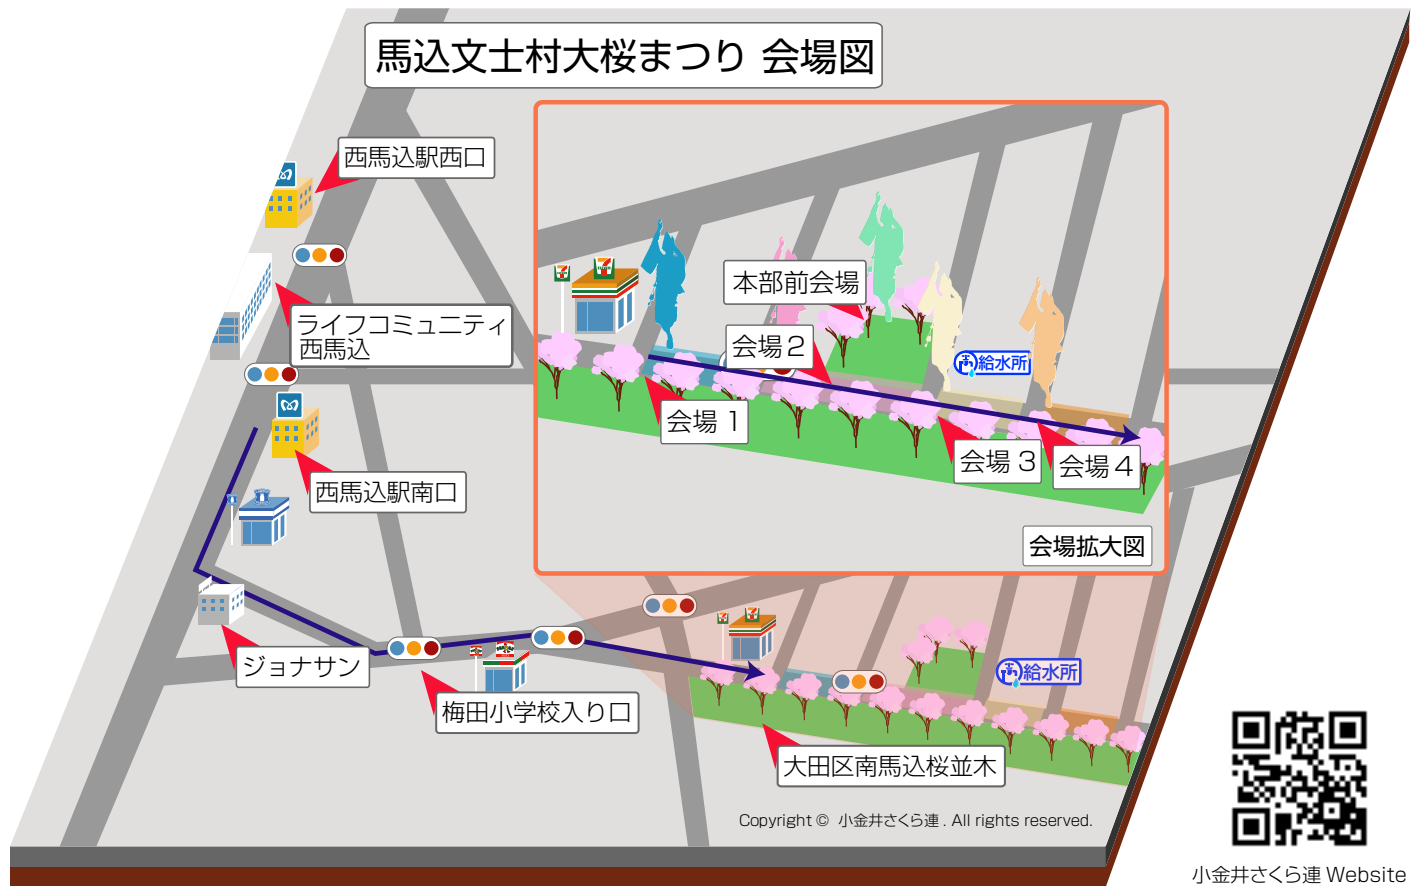 馬込文士村大桜まつり 会場図
西馬込駅西口
ライフコミュニティ
西馬込
西馬込駅南口
ジョナサン
梅田小学校入り口
大田区南馬込桜並木
給水所
7
7
本部前会場
会場2
会場1
会場3
会場4
給水所
会場拡大図
7
7
Copyright © 小金井さくら連 . All rights reserved.
小金井さくら連 Website